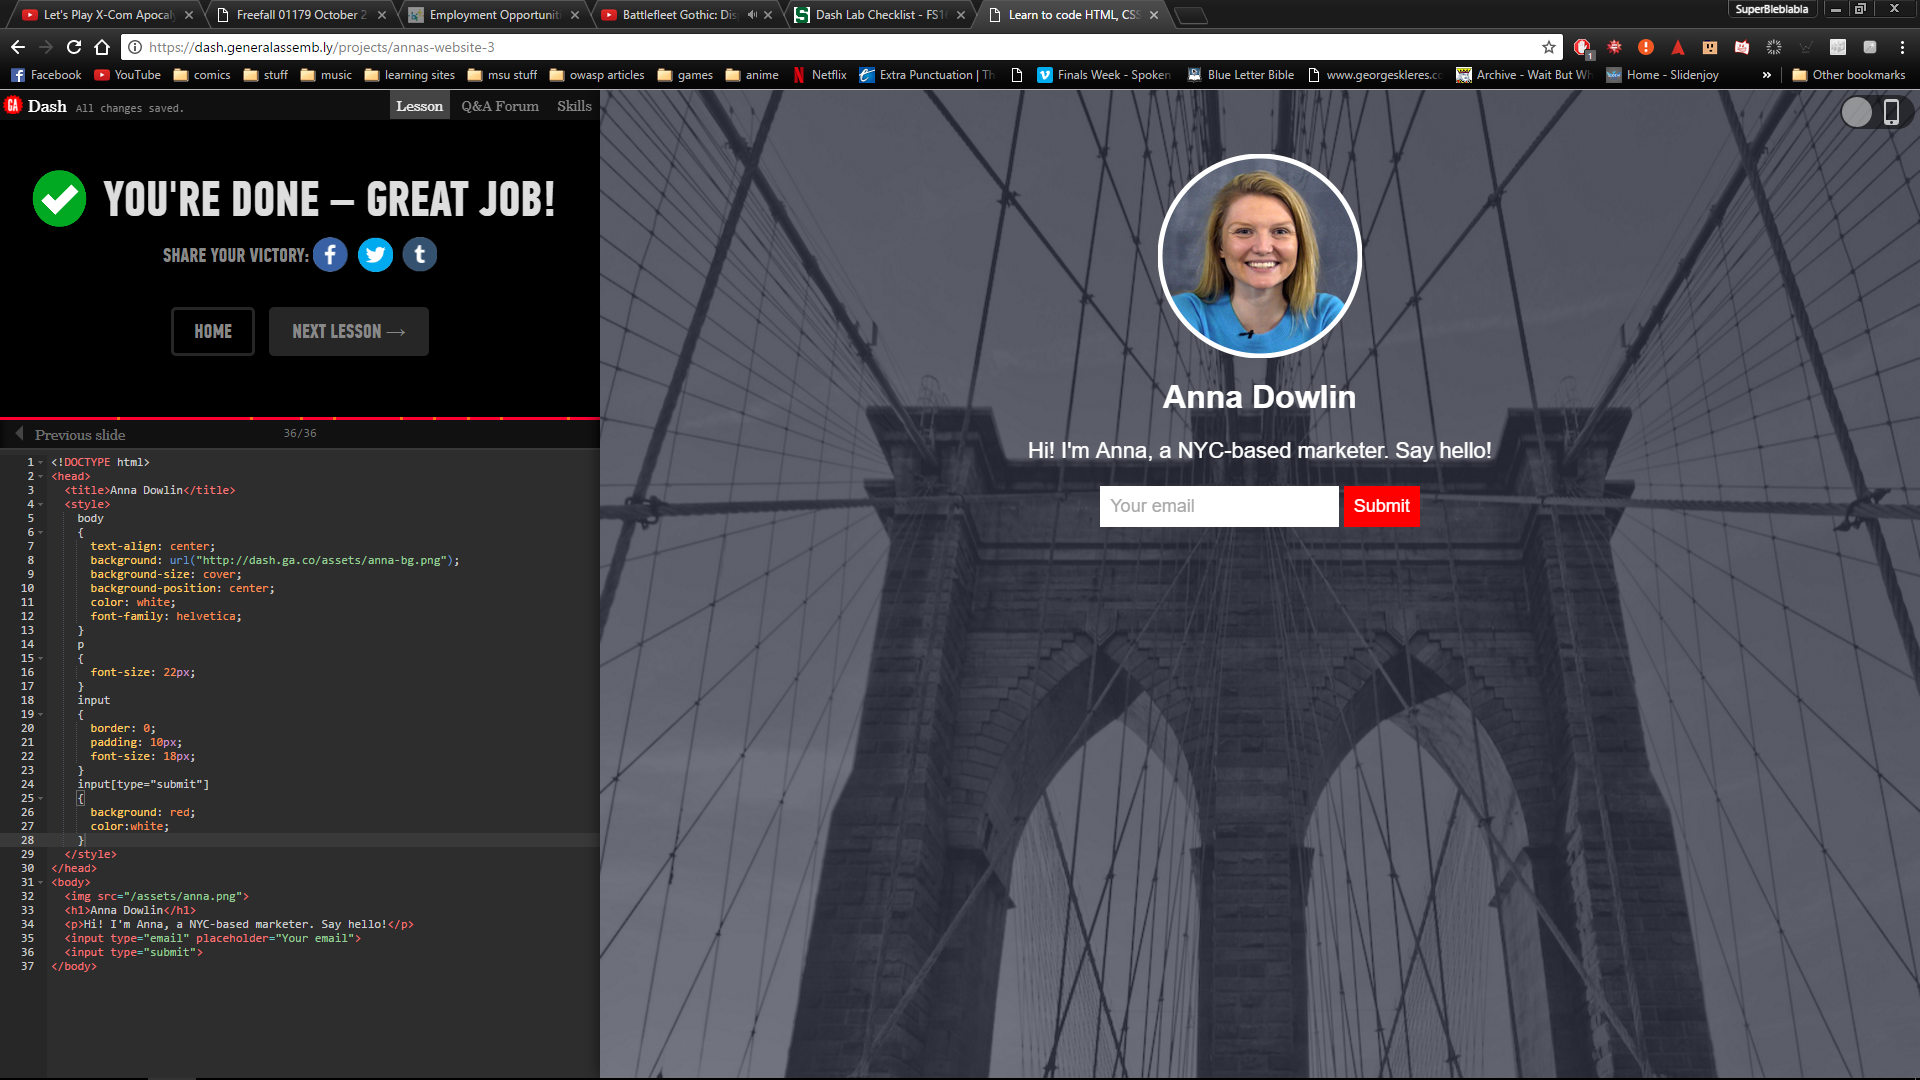 Let's Play X-Com Apocaly
Freefall 01179 October 2
Employment Opportuniti
Battlefleet Gothic: Dis
Dash Lab Checklist - FS1
Learn to code HTML, CSS
SuperBleblabla
https://dash.generalassemb.ly/projects/annas-website-3
1
Facebook
YouTube
comics
stuff
music
learning sites
msu stuff
owasp articles
games
anime
Netflix
Extra Punctuation | Th
Finals Week - Spoken
Blue Letter Bible
www.georgeskleres.cc
Archive - Wait But Wh
Home - Slidenjoy
»
Other bookmarks
GA Dash All changes saved.
Lesson Q&A Forum Skills
YOU'RE DONE — GREAT JOB!
SHARE YOUR VICTORY: f t
HOME
NEXT LESSON →
Previous slide
36/36
1 <!DOCTYPE html>
2 <head>
3 <title>Anna Dowlin</title>
4 <style>
5 body
6 {
7 text-align: center;
8 background: url("http://dash.ga.co/assets/anna-bg.png");
9 background-size: cover;
10 background-position: center;
11 color: white;
12 font-family: helvetica;
13 }
14 p
15 {
16 font-size: 22px;
17 }
18 input
19 {
20 border: 0;
21 padding: 10px;
22 font-size: 18px;
23 }
24 input[type="submit"]
25 {
26 background: red;
27 color:white;
28 }
29 </style>
30 </head>
31 <body>
32 <img src="/assets/anna.png">
33 <h1>Anna Dowlin</h1>
34 <p>Hi! I'm Anna, a NYC-based marketer. Say hello!</p>
35 <input type="email" placeholder="Your email">
36 <input type="submit">
37 </body>
Anna Dowlin
Hi! I'm Anna, a NYC-based marketer. Say hello!
Your email
Submit